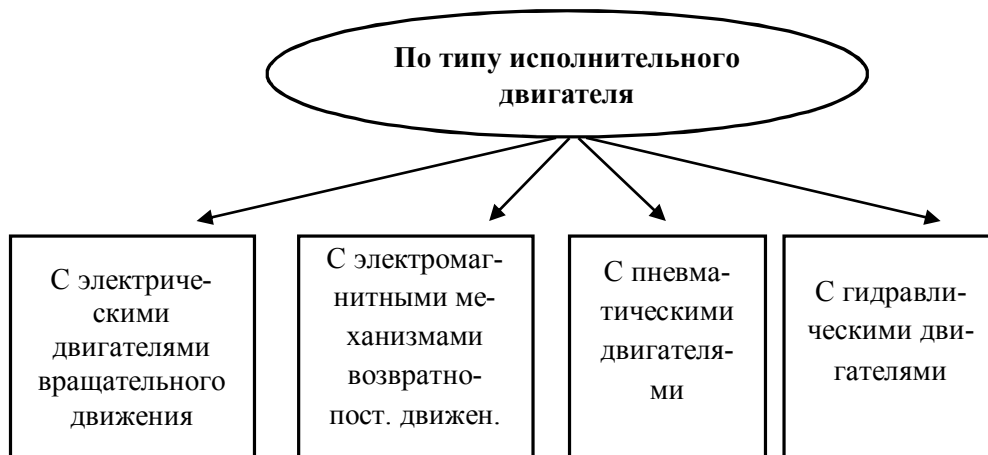 По типу исполнительного
двигателя
С электриче-
скими
двигателями
вращательного
движения
С электромаг-
нитными ме-
ханизмами
возвратно-
пост. движен.
С пневма-
тическими
двигателя-
ми
С гидравли-
ческими дви-
гателями